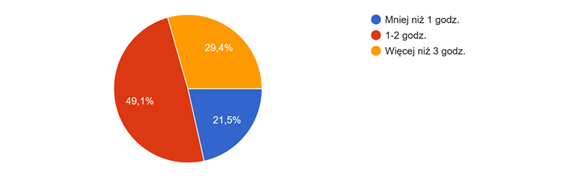 Mniej niż 1 godz.
1-2 godz.
Więcej niż 3 godz.
29,4%
49,1%
21,5%